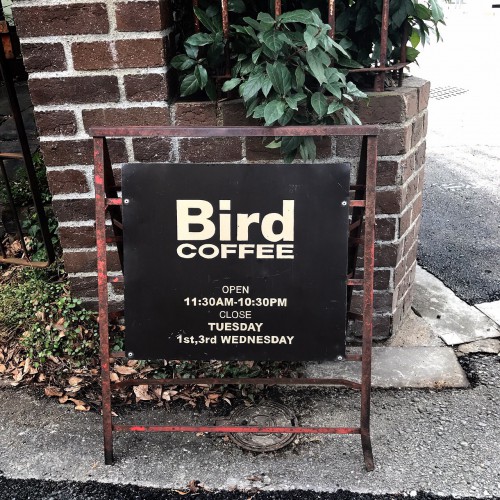 Bird
COFFEE
OPEN
11:30AM-10:30PM
CLOSE
TUESDAY
1st,3rd WEDNESDAY